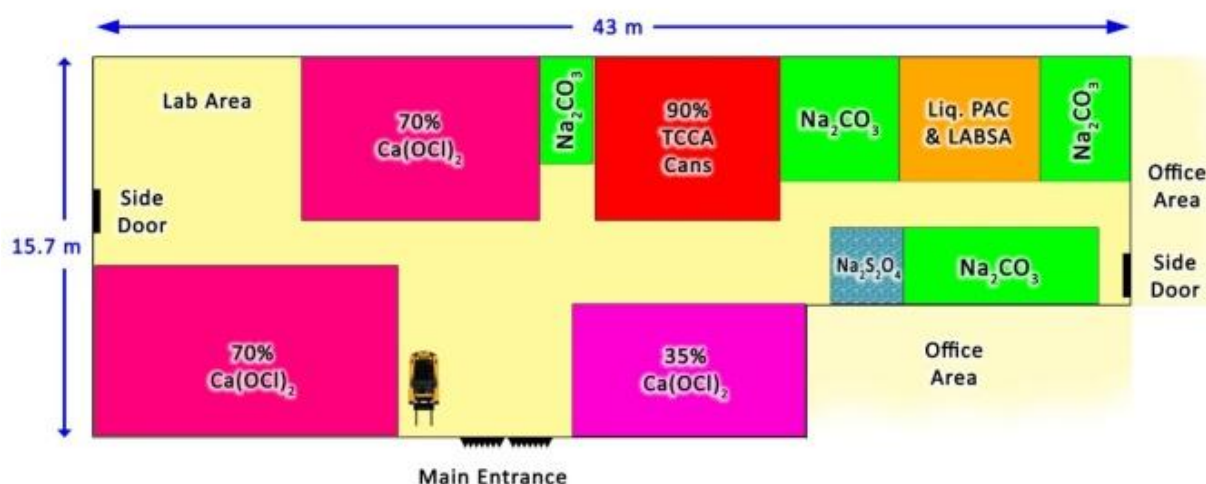 43 m
Lab Area
70%
Ca(OCl)₂
Na₂CO₃
90%
TCCA
Cans
Na₂CO₃
Liq. PAC
& LABSA
Na₂CO₃
Office
Area
Side
Door
15.7 m
Na₂S₂O₄
Na₂CO₃
Side
Door
70%
Ca(OCl)₂
35%
Ca(OCl)₂
Office
Area
Main Entrance